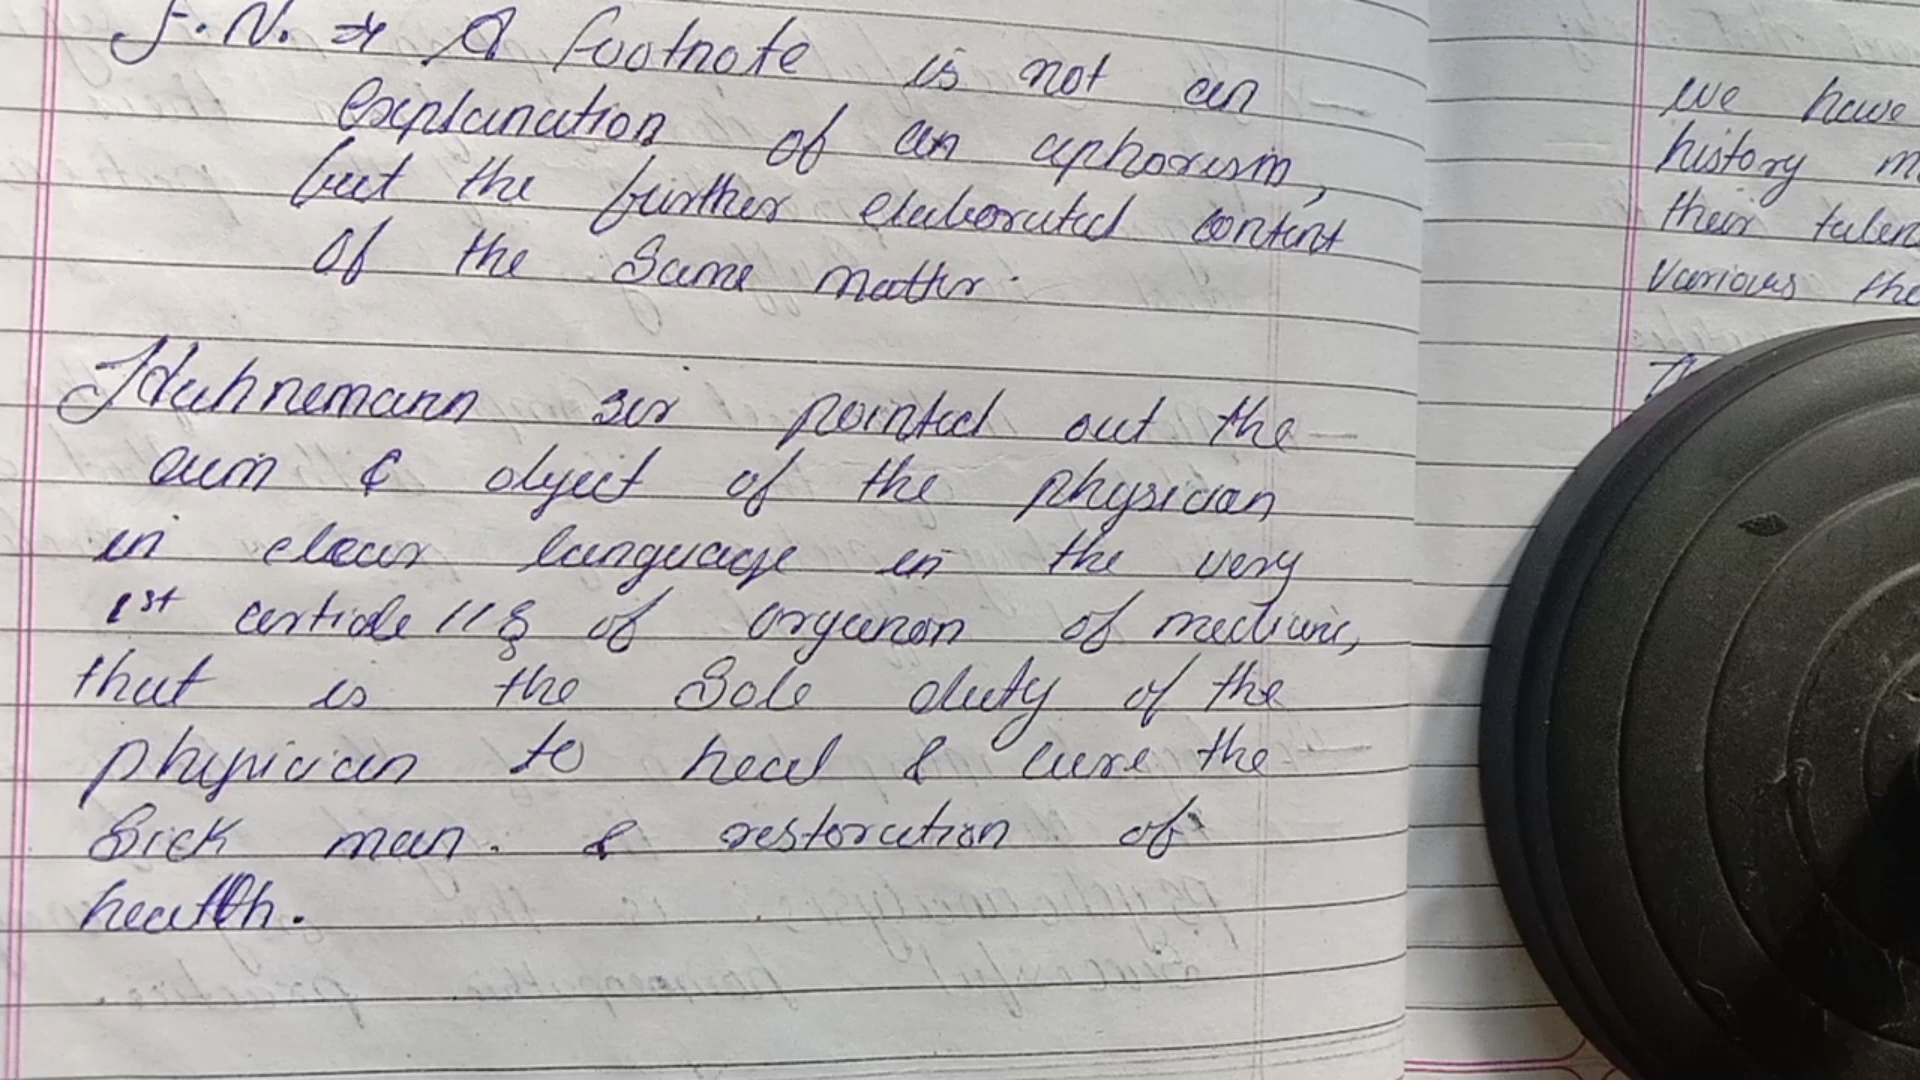 F.N. → A footnote is not an
explanation of an aphorism,
but the further elaborated content
of the same matter.
Hahnemann sir pointed out the
aim & object of the physician
in clear language in the very
1st article // § of organon of medicine,
that is the sole duty of the
physician to heal & cure the
sick man. & restoration of
health.
we have
history
their
various